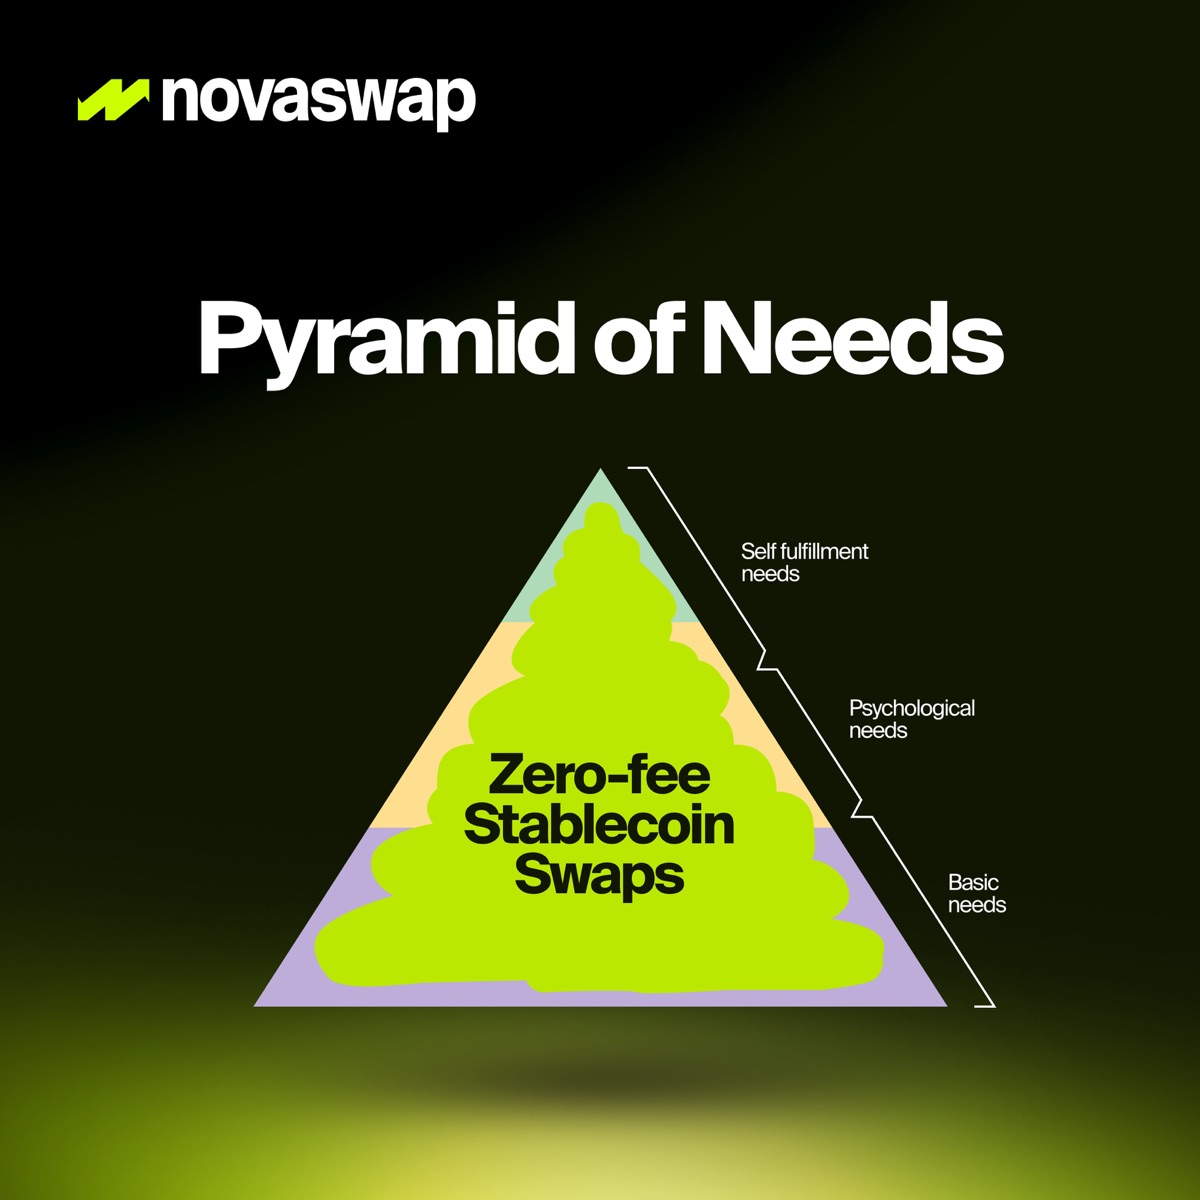 novaswap
Pyramid of Needs
Self fulfillment
needs
Psychological
needs
Zero-fee
Stablecoin
Swaps
Basic
needs